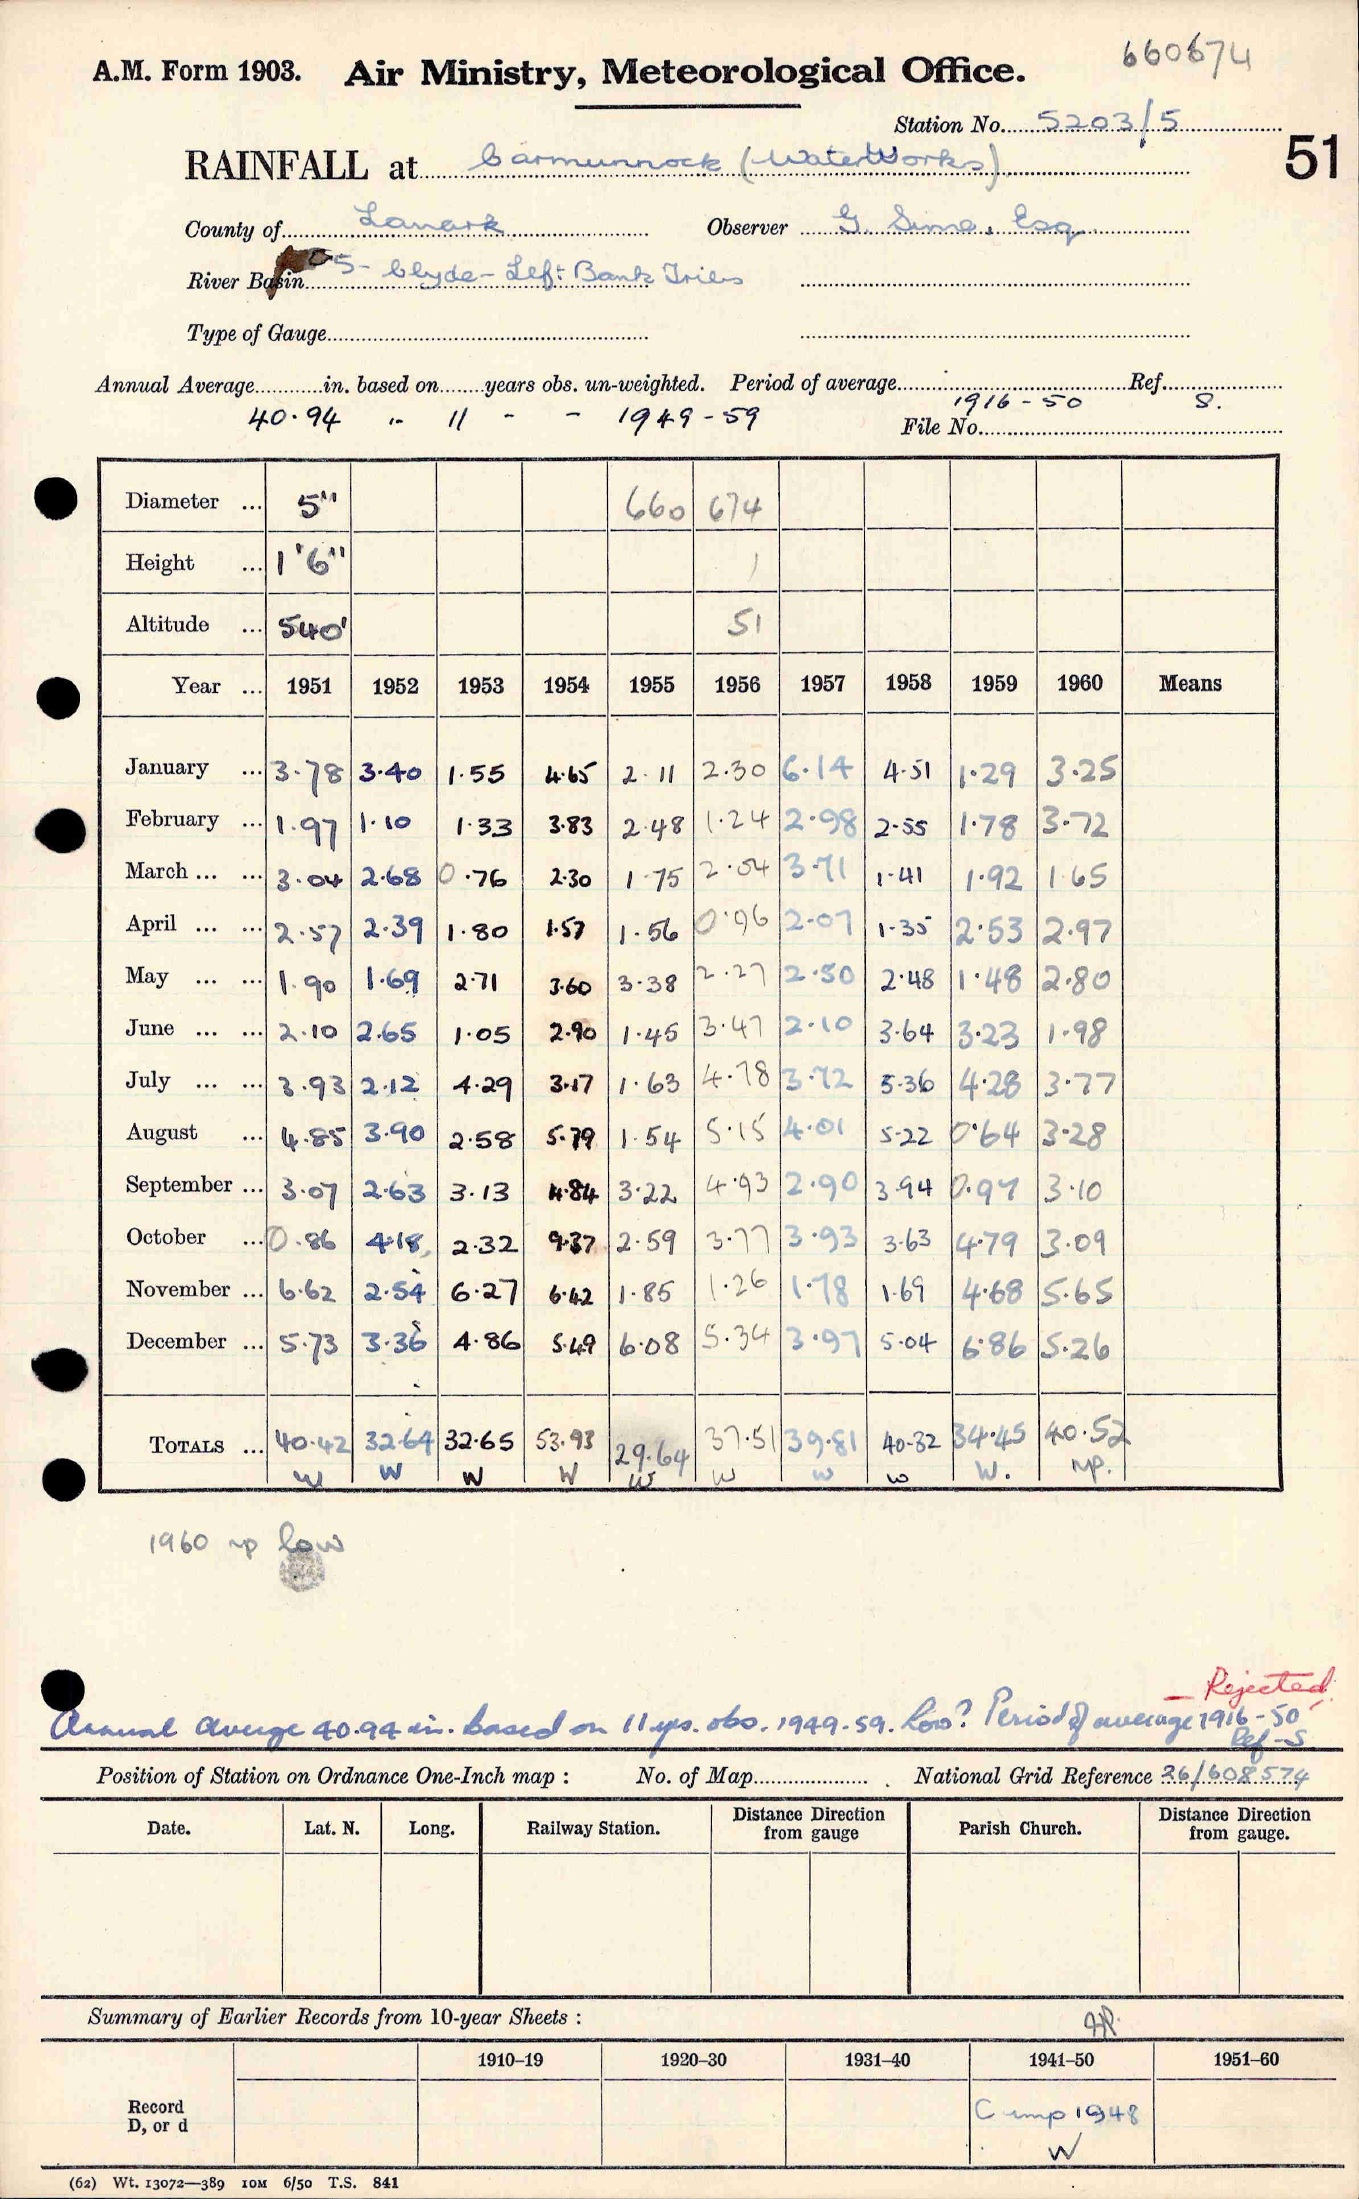 660674
A.M. Form 1903. Air Ministry, Meteorological Office.
Station No. 5203/5
51
RAINFALL at Carmunnock (WaterWorks)
County of Lanark Observer G. Sime, Esq.
River Basin 5- Clyde - Left Bank Tribs
Type of Gauge
Annual Average in. based on years obs. un-weighted. Period of average 1916-50 Ref. S.
40.94 " 11 - - 1949-59 File No.
Diameter ... 5" 660 674
Height ... 1'6" 1
Altitude ... 540' 51
Year ... 1951 1952 1953 1954 1955 1956 1957 1958 1959 1960 Means
January ... 3.78 3.40 1.55 4.65 2.11 2.30 6.14 4.51 1.29 3.25
February ... 1.97 1.10 1.33 3.83 2.48 1.24 2.98 2.55 1.78 3.72
March ... ... 3.04 2.68 0.76 2.30 1.75 2.04 3.71 1.41 1.92 1.65
April ... ... 2.57 2.39 1.80 1.57 1.56 0.96 2.07 1.35 2.53 2.97
May ... ... 1.90 1.69 2.71 3.60 3.38 2.27 2.50 2.48 1.48 2.80
June ... ... 2.10 2.65 1.05 2.90 1.45 3.47 2.10 3.64 3.23 1.98
July ... ... 3.93 2.12 4.29 3.17 1.63 4.78 3.72 5.36 4.28 3.77
August ... 4.85 3.90 2.58 5.79 1.54 5.15 4.01 5.22 0.64 3.28
September ... 3.07 2.63 3.13 4.84 3.22 4.93 2.90 3.94 0.97 3.10
October ... 0.86 4.18 2.32 9.37 2.59 3.77 3.93 3.63 4.79 3.09
November ... 6.62 2.54 6.27 6.42 1.85 1.26 1.78 1.69 4.68 5.65
December ... 5.73 3.36 4.86 5.49 6.08 5.34 3.97 5.04 6.86 5.26
TOTALS ... 40.42 32.64 32.65 53.93 29.64 37.51 39.81 40.32 34.45 40.52
W W W W W W W W W. mp.
1960 mp low
- Rejected
Annual average 40.94 in. based on 11 yrs. obs. 1949-59. low? Period of average 1916-50
Ref - S
Position of Station on Ordnance One-Inch map : No. of Map National Grid Reference 26/608574
Date. Lat. N. Long. Railway Station. Distance Direction from gauge Parish Church. Distance Direction from gauge.
Summary of Earlier Records from 10-year Sheets :
1910–19 1920–30 1931–40 1941–50 1951–60
Record
D, or d
C imp 1948
W
(62) Wt. 13072—389 10M 6/50 T.S. 841